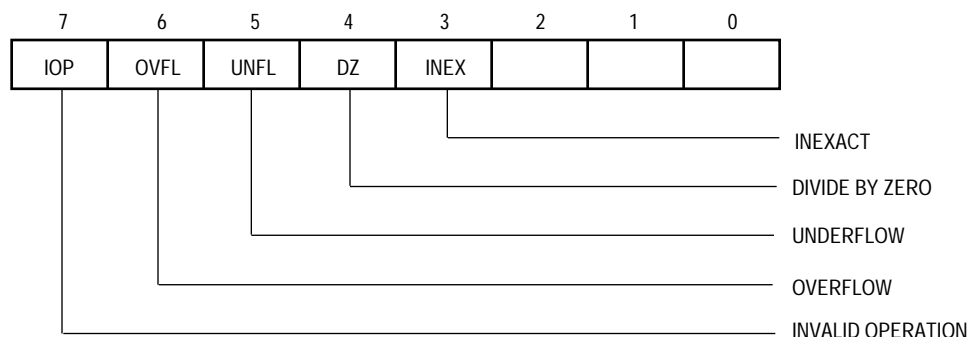 7 6 5 4 3 2 1 0
IOP OVFL UNFL DZ INEX
INEXACT
DIVIDE BY ZERO
UNDERFLOW
OVERFLOW
INVALID OPERATION